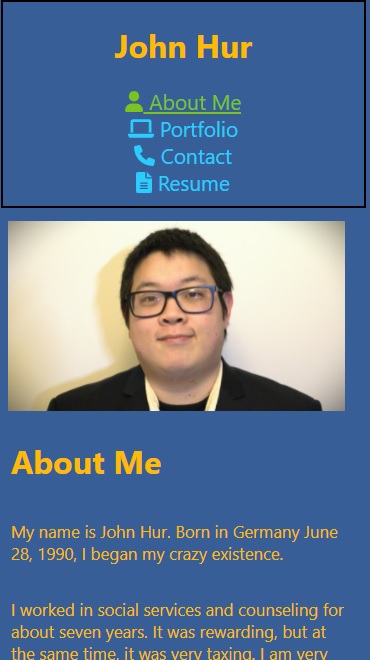 John Hur
About Me
Portfolio
Contact
Resume
About Me
My name is John Hur. Born in Germany June
28, 1990, I began my crazy existence.
I worked in social services and counseling for
about seven years. It was rewarding, but at
the same time, it was very taxing. I am very